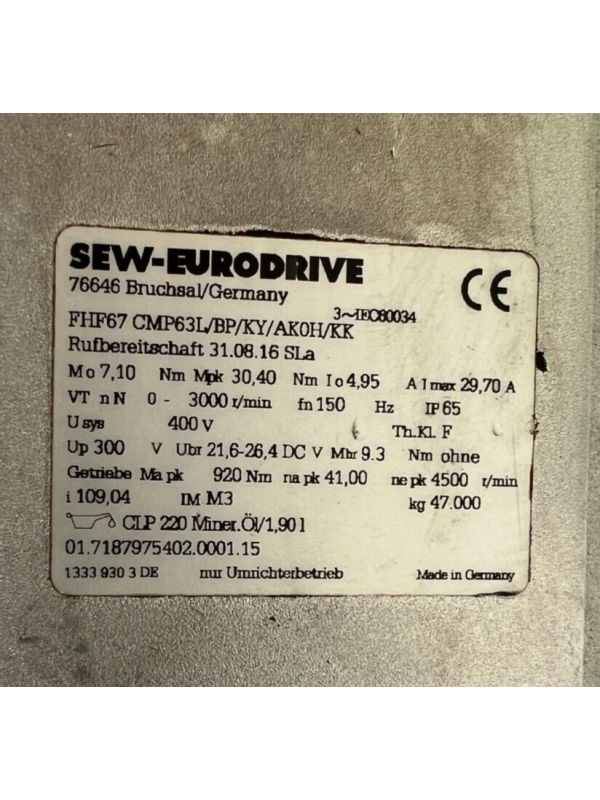 SEW-EURODRIVE
CE
76646 Bruchsal/Germany
3~IEC60034
FHF67 CMP63L/BP/KY/AK0H/KK
Rufbereitschaft 31.08.16 SLa
Mo 7,10 Nm Mpk 30,40 Nm Io 4,95 A Imax 29,70 A
VT nN 0 - 3000 r/min fn 150 Hz IP 65
Usys 400 V Th.Kl. F
Up 300 V Ubr 21,6-26,4 DC V Mbr 9.3 Nm ohne
Getriebe Ma pk 920 Nm na pk 41,00 ne pk 4500 r/min
i 109,04 IM M3 kg 47.000
CLP 220 Miner.Öl/1,90 l
01.7187975402.0001.15
1333 930 3 DE nur Umrichterbetrieb Made in Germany